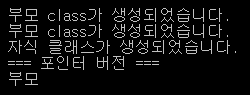 부모 class가 생성되었습니다.
부모 class가 생성되었습니다.
자식 클래스가 생성되었습니다.
=== 포인터 버전 ===
부모